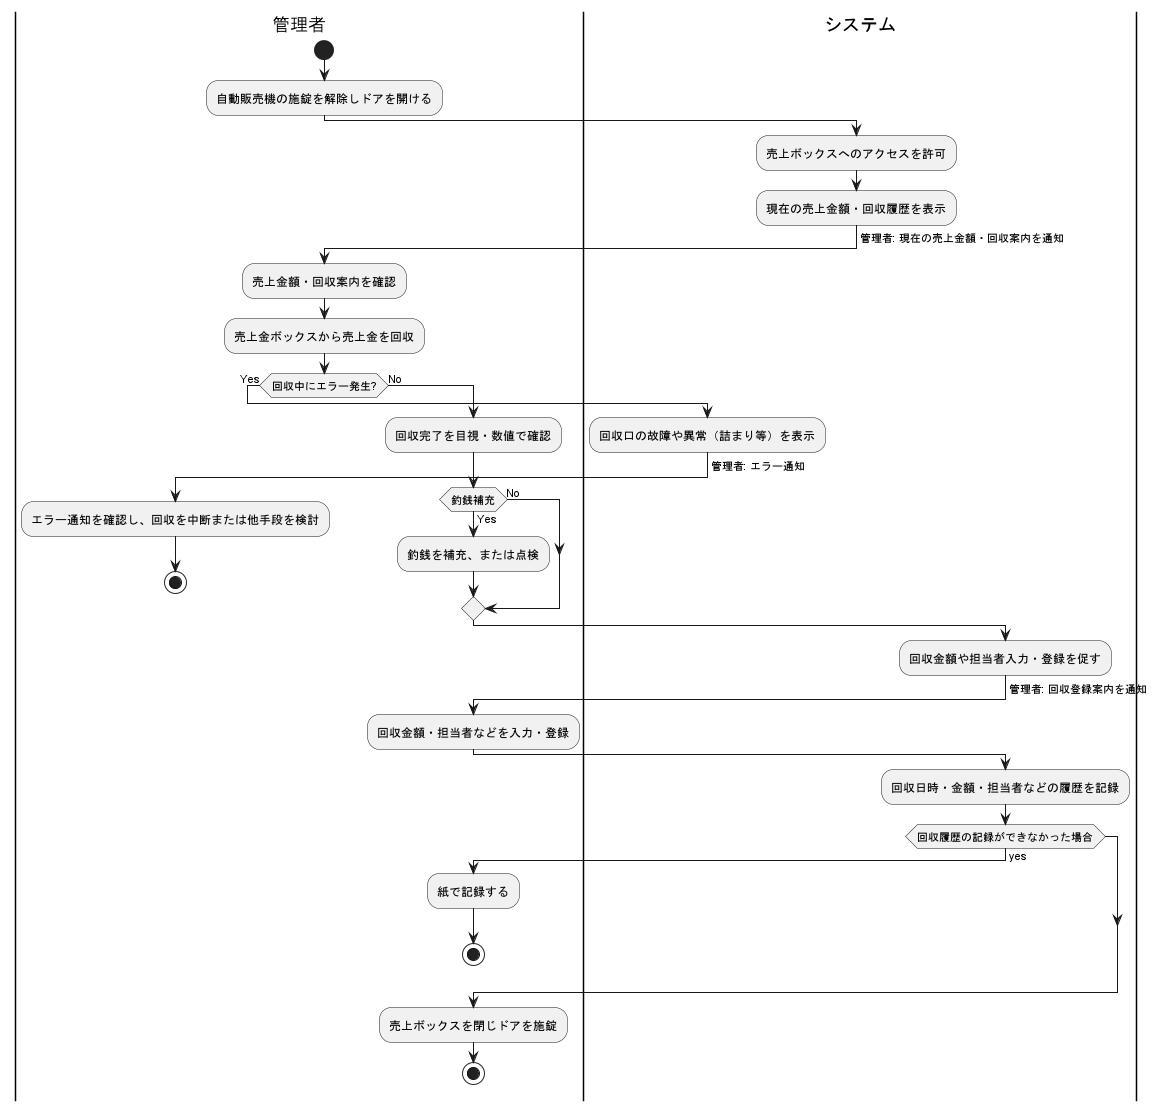 管理者
システム
自動販売機の施錠を解除しドアを開ける
売上ボックスへのアクセスを許可
現在の売上金額・回収履歴を表示
管理者: 現在の売上金額・回収案内を通知
売上金額・回収案内を確認
売上金ボックスから売上金を回収
Yes
回収中にエラー発生?
No
回収完了を目視・数値で確認
回収口の故障や異常（詰まり等）を表示
管理者: エラー通知
エラー通知を確認し、回収を中断または他手段を検討
釣銭補充
No
Yes
釣銭を補充、または点検
回収金額や担当者入力・登録を促す
管理者: 回収登録案内を通知
回収金額・担当者などを入力・登録
回収日時・金額・担当者などの履歴を記録
回収履歴の記録ができなかった場合
yes
紙で記録する
売上ボックスを閉じドアを施錠